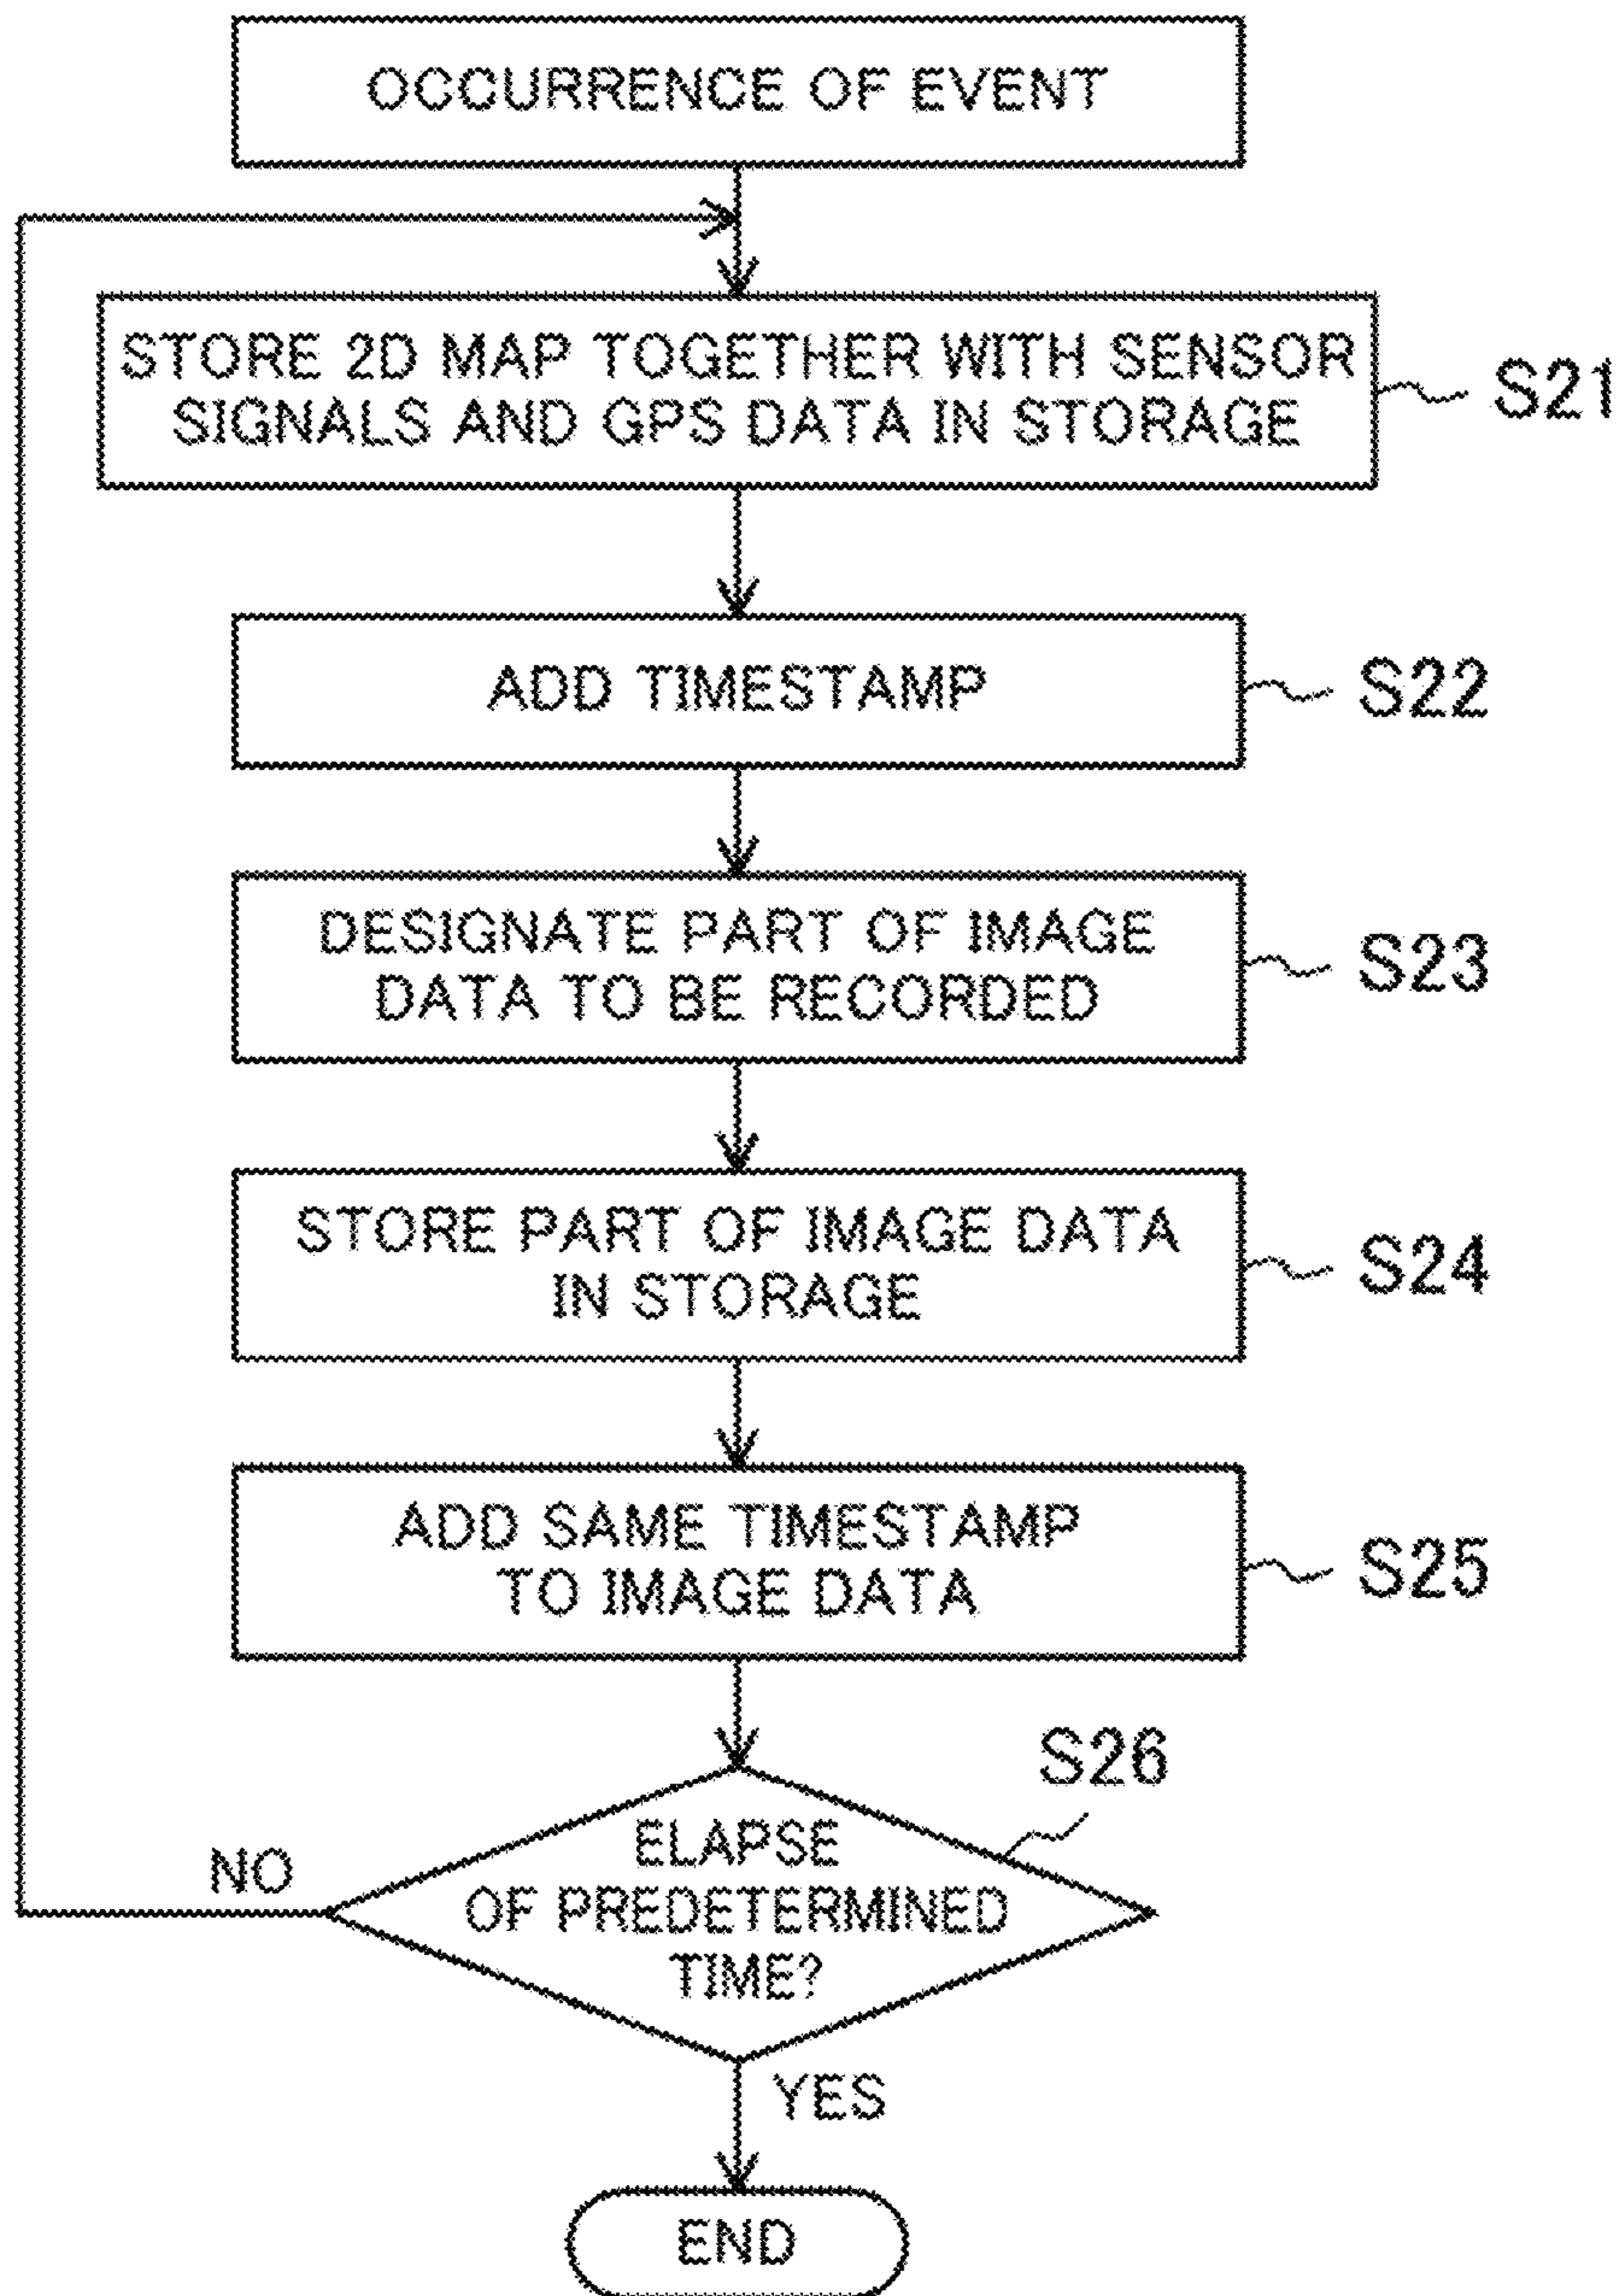 OCCURRENCE OF EVENT
STORE 2D MAP TOGETHER WITH SENSOR
SIGNALS AND GPS DATA IN STORAGE
S21
ADD TIMESTAMP
S22
DESIGNATE PART OF IMAGE
DATA TO BE RECORDED
S23
STORE PART OF IMAGE DATA
IN STORAGE
S24
ADD SAME TIMESTAMP
TO IMAGE DATA
S25
S26
ELAPSE
OF PREDETERMINED
TIME?
NO
YES
END